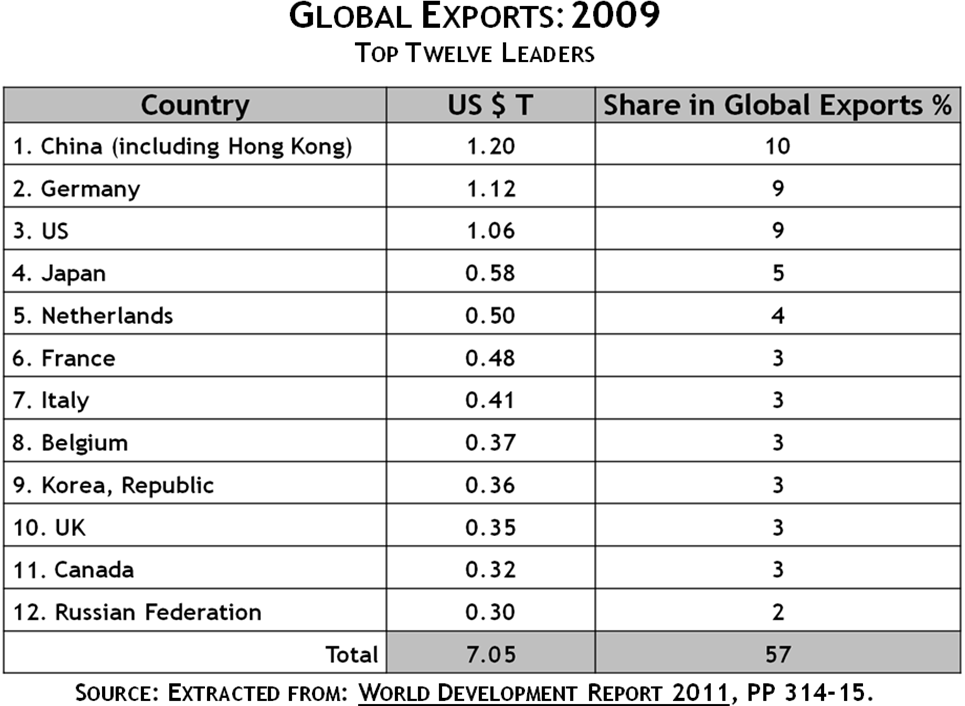 GLOBAL EXPORTS: 2009
TOP TWELVE LEADERS
Country US $ T Share in Global Exports %
1. China (including Hong Kong) 1.20 10
2. Germany 1.12 9
3. US 1.06 9
4. Japan 0.58 5
5. Netherlands 0.50 4
6. France 0.48 3
7. Italy 0.41 3
8. Belgium 0.37 3
9. Korea, Republic 0.36 3
10. UK 0.35 3
11. Canada 0.32 3
12. Russian Federation 0.30 2
Total 7.05 57
SOURCE: EXTRACTED FROM: WORLD DEVELOPMENT REPORT 2011, PP 314-15.